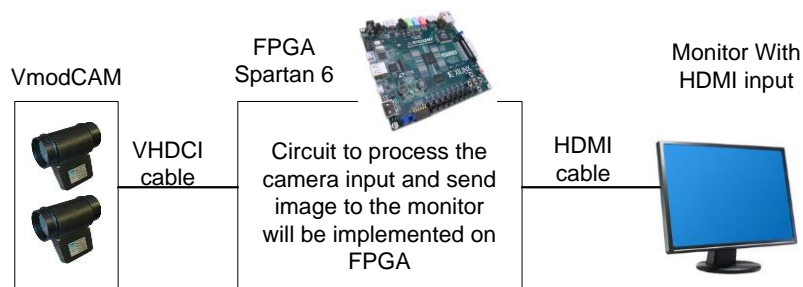 VmodCAM
FPGA
Spartan 6
Monitor With
HDMI input
VHDCI
cable
Circuit to process the
camera input and send
image to the monitor
will be implemented on
FPGA
HDMI
cable